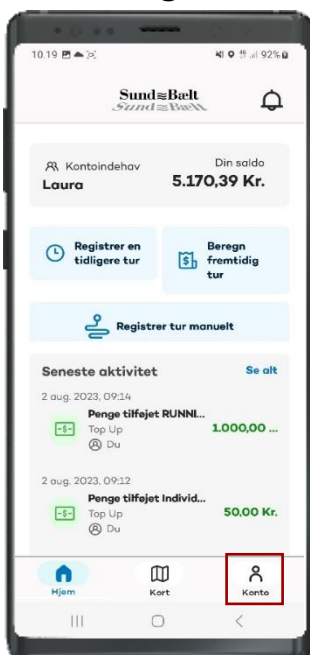 10.19 92%
Sund≋Bælt
Sund≋Bælt
Kontoindehav
Laura
Din saldo
5.170,39 Kr.
Registrer en
tidligere tur
Beregn
fremtidig
tur
Registrer tur manuelt
Seneste aktivitet Se alt
2 aug. 2023, 09:14
Penge tilføjet RUNNI...
Top Up 1.000,00 ...
Du
2 aug. 2023, 09:12
Penge tilføjet Individ...
Top Up 50,00 Kr.
Du
Hjem Kort Konto